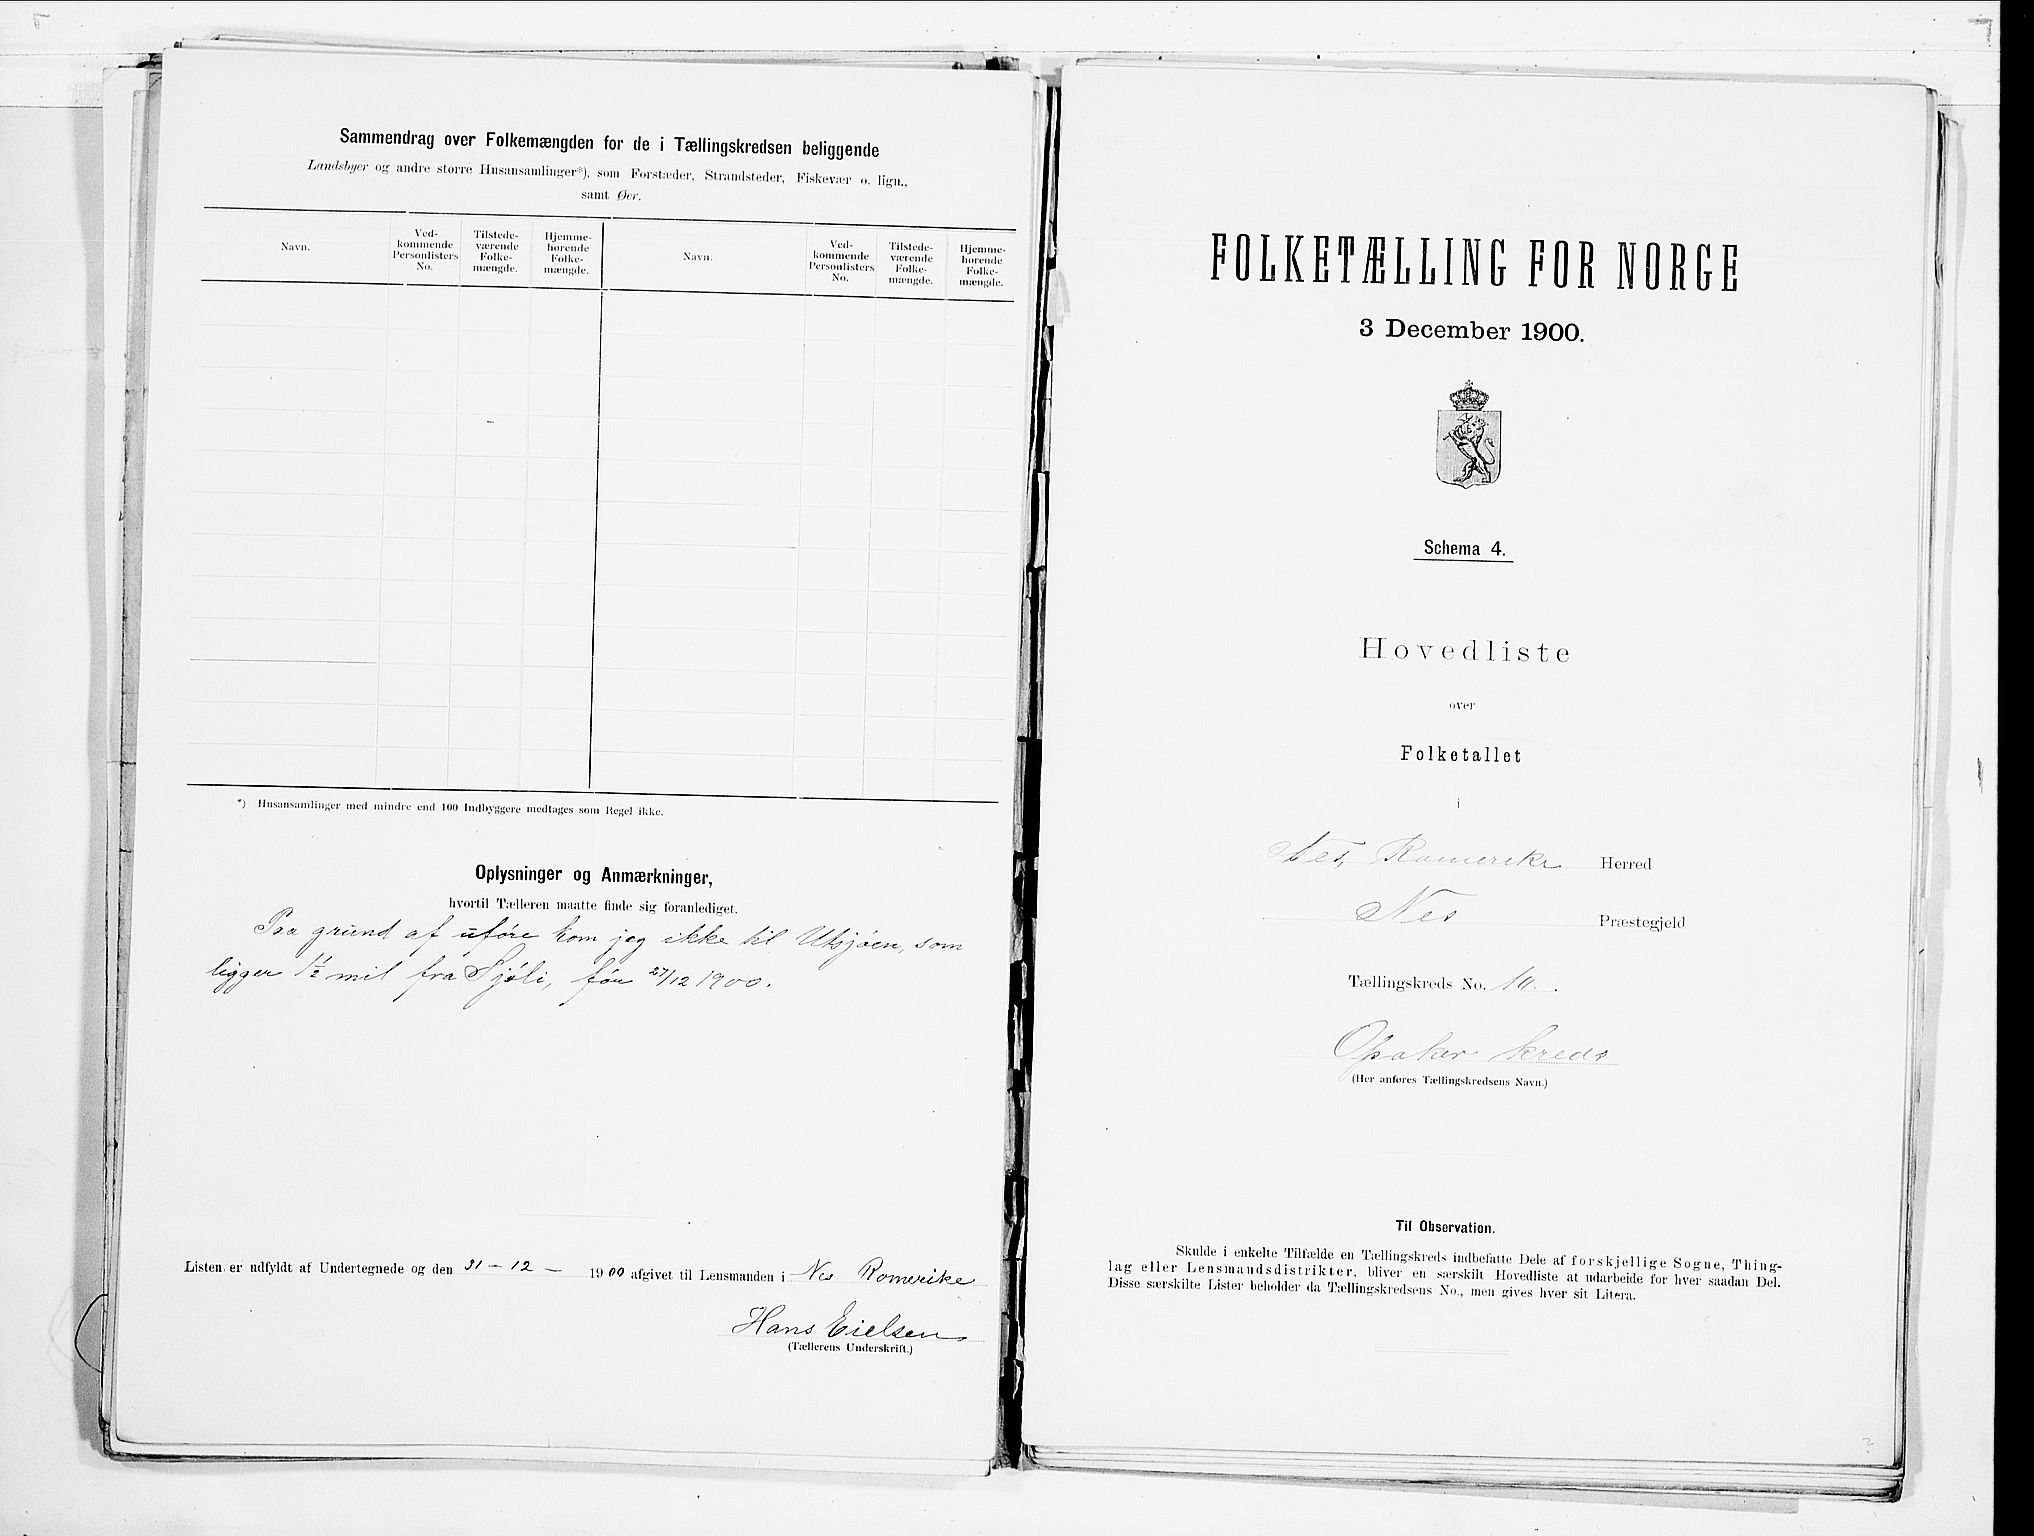 Sammendrag over Folkemængden for de i Tællingskredsen beliggende
Landsbyer og andre større Husansamlinger*), som Forstæder, Strandsteder, Fiskevær o. lign.,
samt Øer.
Navn.
Ved-
kommende
Personlisters
No.
Tilstede-
værende
Folke-
mængde.
Hjemme-
hørende
Folke-
mængde.
Navn.
Ved-
kommende
Personlisters
No.
Tilstede-
værende
Folke-
mængde.
Hjemme-
hørende
Folke-
mængde.
*) Husansamlinger med mindre end 100 Indbyggere medtages som Regel ikke.
Oplysninger og Anmærkninger,
hvortil Tælleren maatte finde sig foranlediget.
Paa grund af uføre kom jeg ikke til Utsjøen, som
ligger 1½ mil fra Sjøli, før 27/12 1900.
Listen er udfyldt af Undertegnede og den 31 - 12 - 1900 afgivet til Lensmanden i Nes Romerike
Hans Eielsen
(Tællerens Underskrift.)
FOLKETÆLLING FOR NORGE
3 December 1900.
Schema 4.
Hovedliste
over
Folketallet
i
Nes, Romerike Herred
Nes Præstegjeld
Tællingskreds No. 10.
Opaker kreds
(Her anføres Tællingskredsens Navn.)
Til Observation.
Skulde i enkelte Tilfælde en Tællingskreds indbefatte Dele af forskjellige Sogne, Thing-
lag eller Lensmandsdistrikter, bliver en særskilt Hovedliste at udarbeide for hver saadan Del.
Disse særskilte Lister beholder da Tællingskredsens No., men gives hver sit Litera.